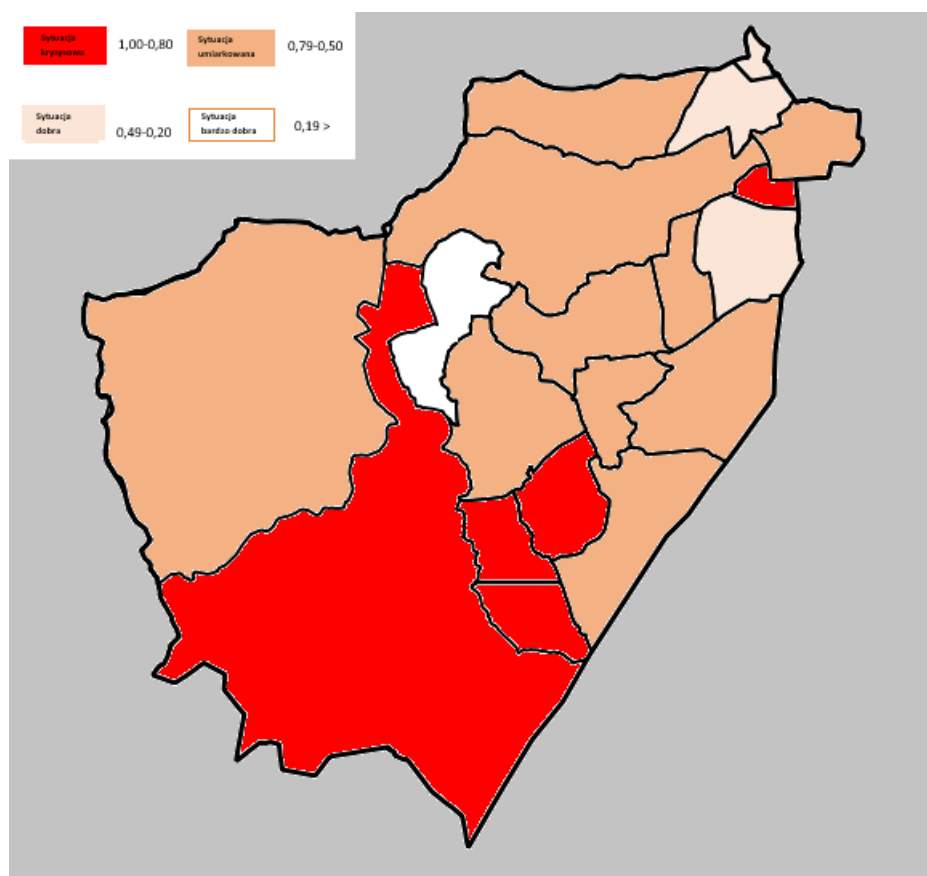 Sytuacja
kryzysowa
1,00-0,80
Sytuacja
umiarkowana
0,79-0,50
Sytuacja
dobra
0,49-0,20
Sytuacja
bardzo dobra
0,19 >